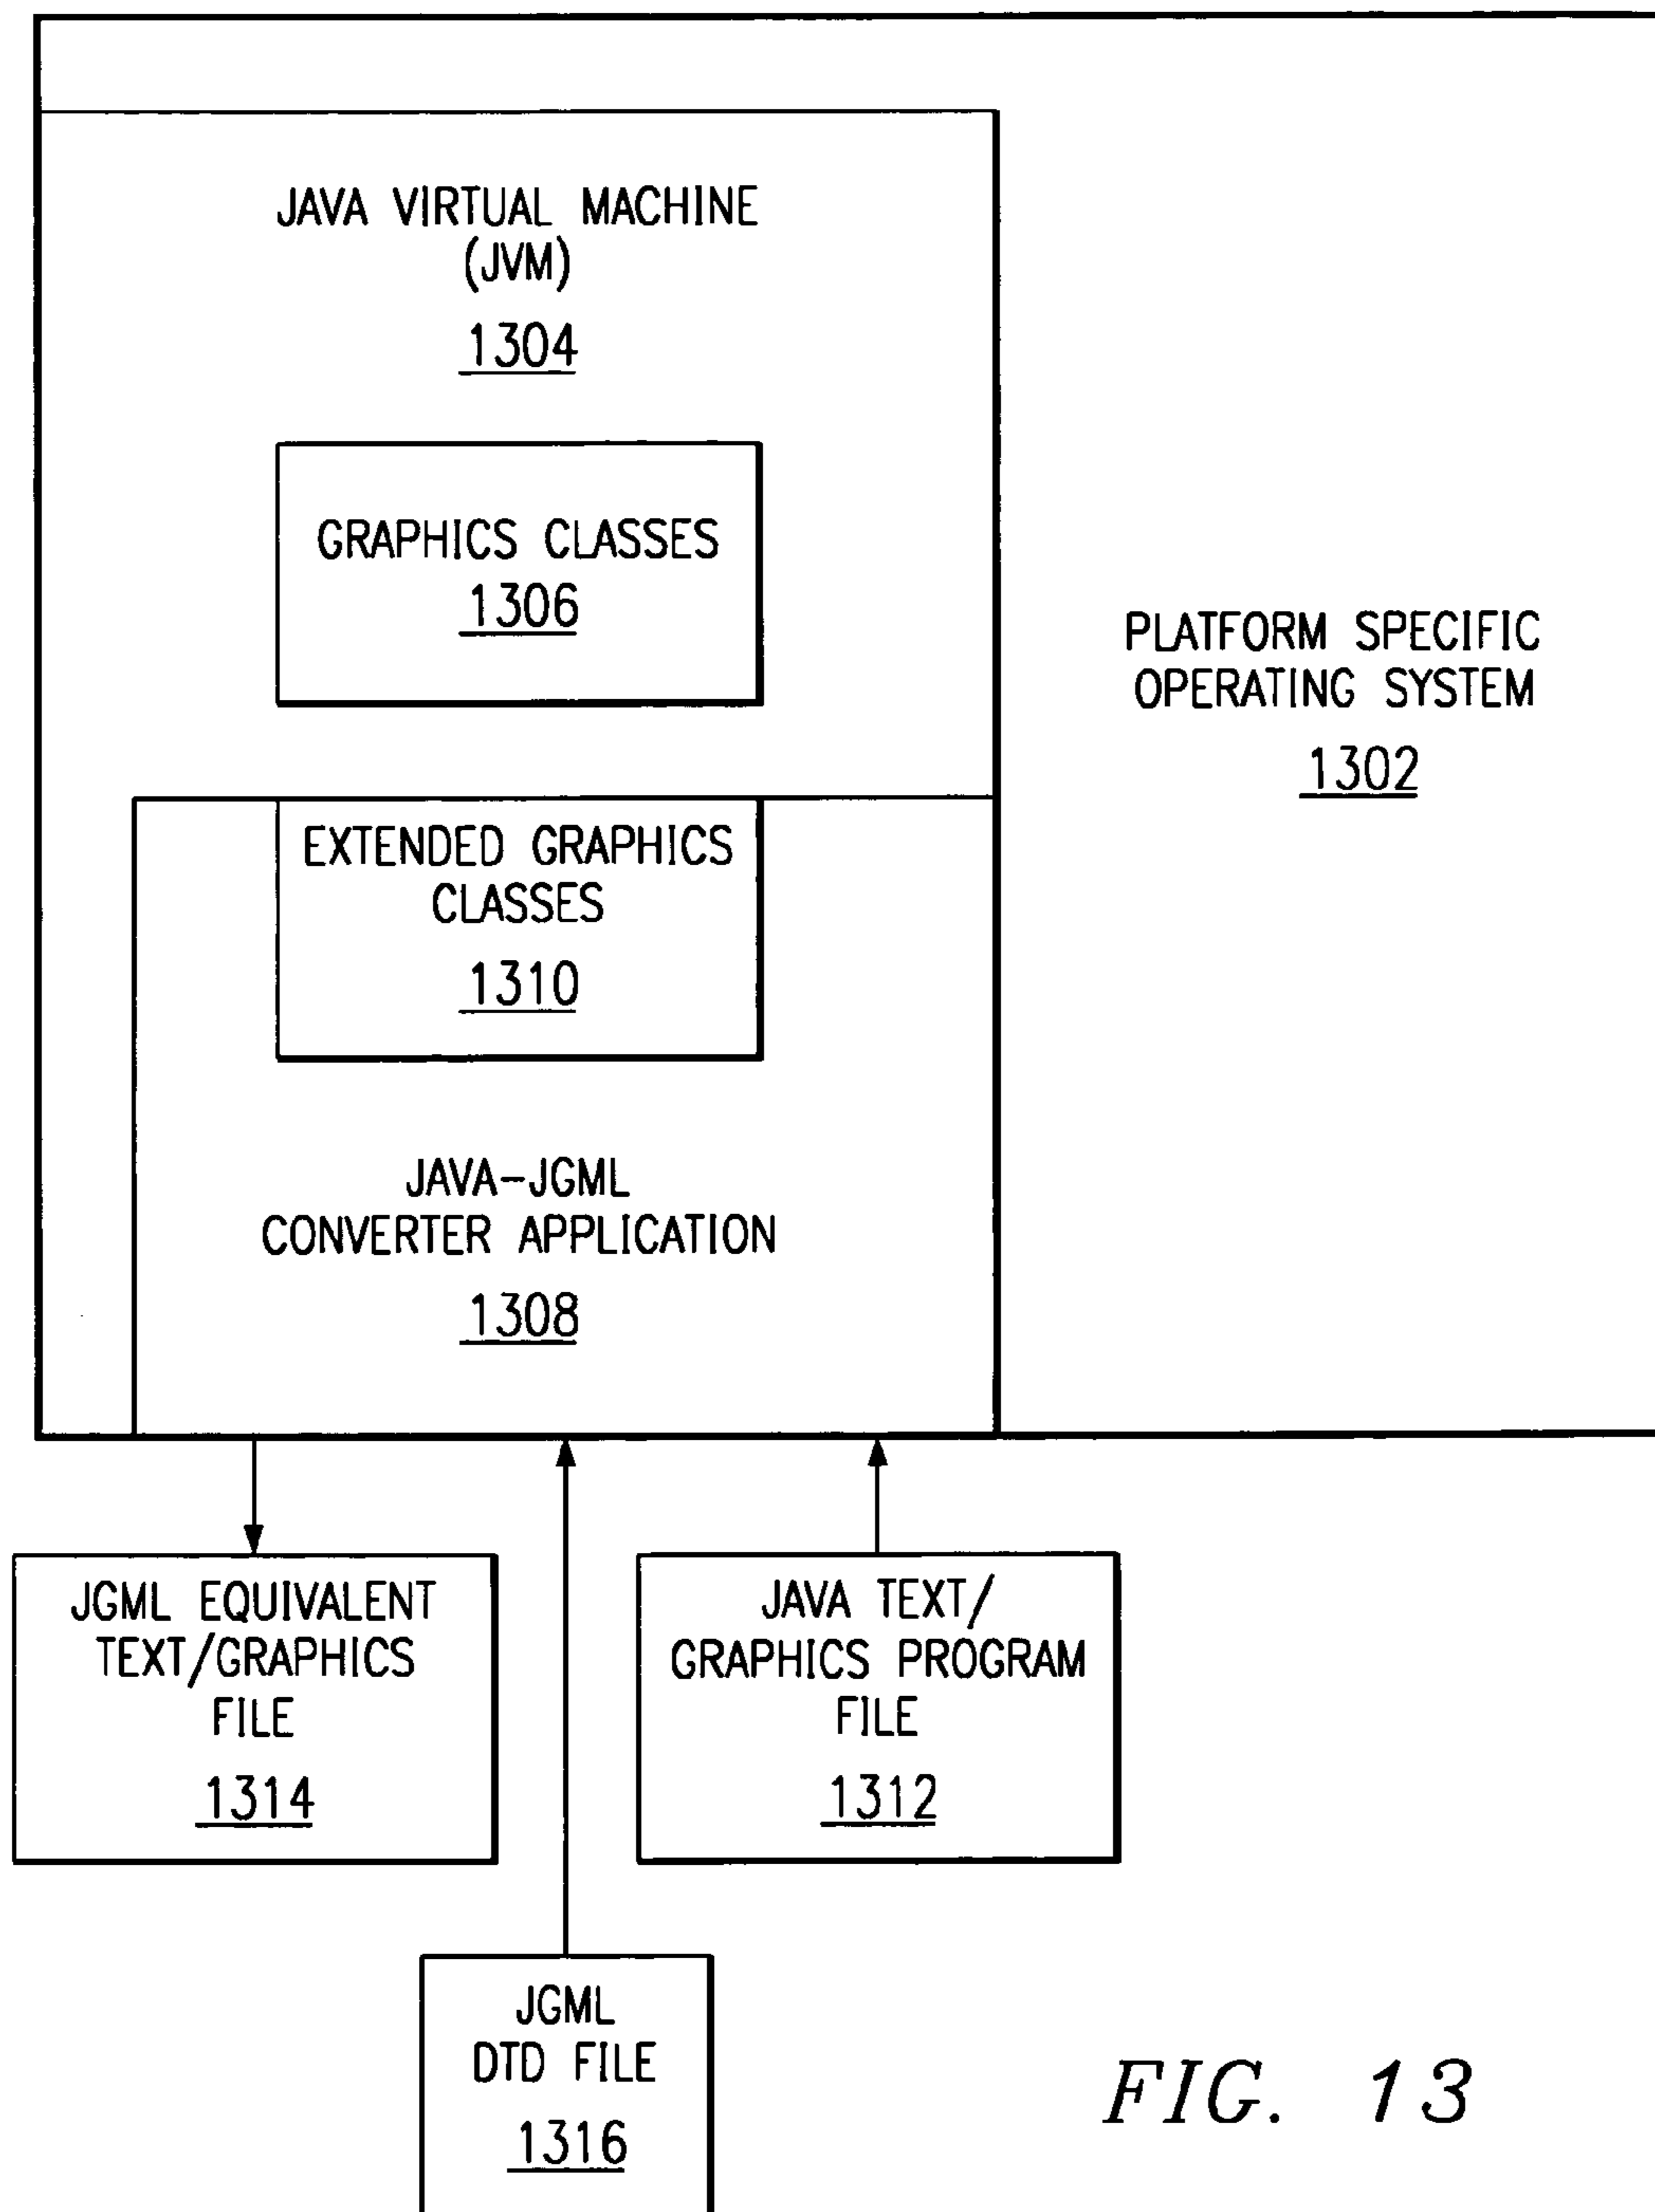 JAVA VIRTUAL MACHINE
(JVM)
1304
GRAPHICS CLASSES
1306
PLATFORM SPECIFIC
OPERATING SYSTEM
1302
EXTENDED GRAPHICS
CLASSES
1310
JAVA-JGML
CONVERTER APPLICATION
1308
JGML EQUIVALENT
TEXT/GRAPHICS
FILE
1314
JAVA TEXT/
GRAPHICS PROGRAM
FILE
1312
JGML
DTD FILE
1316
FIG. 13